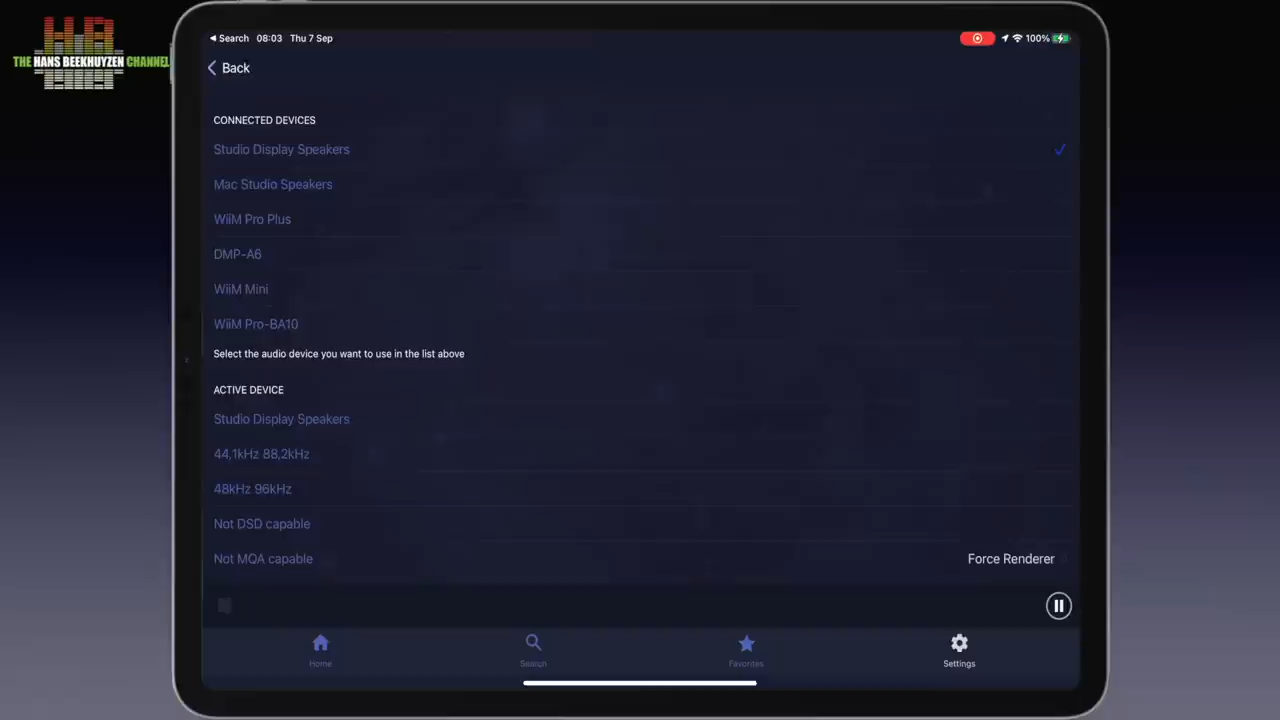 THE HANS BEEKHUYZEN CHANNEL
Search 08:03 Thu 7 Sep
100%
Back
CONNECTED DEVICES
Studio Display Speakers
Mac Studio Speakers
WiiM Pro Plus
DMP-A6
WiiM Mini
WiiM Pro-BA10
Select the audio device you want to use in the list above
ACTIVE DEVICE
Studio Display Speakers
44,1kHz 88,2kHz
48kHz 96kHz
Not DSD capable
Not MQA capable Force Renderer
Home Search Favorites Settings